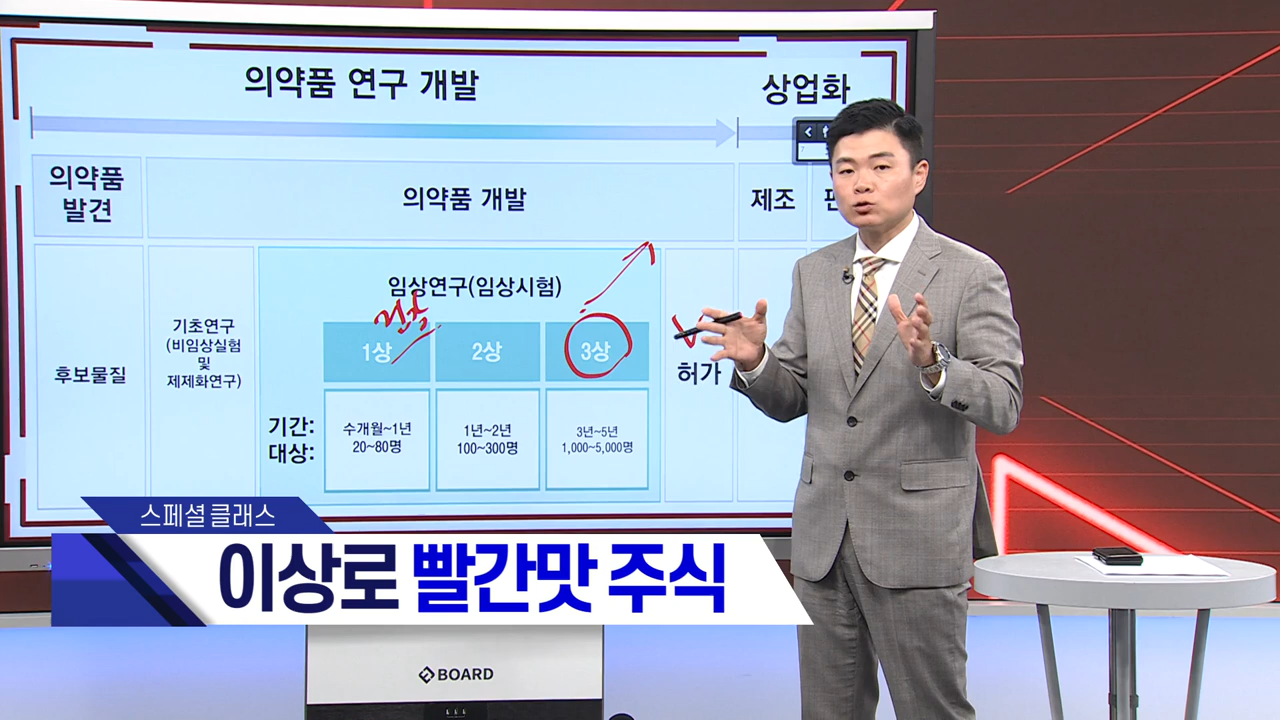 의약품 연구 개발
상업화
의약품
발견
의약품 개발
제조
후보물질
기초연구
(비임상실험
및
제제화연구)
임상연구(임상시험)
1상
2상
3상
허가
기간:
대상:
수개월~1년
20~80명
1년~2년
100~300명
3년~5년
1,000~5,000명
스페셜 클래스
이상로 빨간맛 주식
BOARD